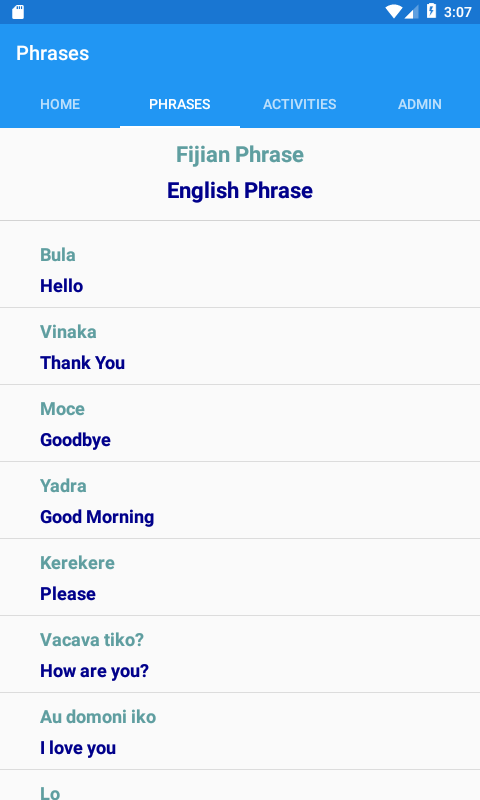 3:07
Phrases
HOME PHRASES ACTIVITIES ADMIN
Fijian Phrase
English Phrase
Bula
Hello
Vinaka
Thank You
Moce
Goodbye
Yadra
Good Morning
Kerekere
Please
Vacava tiko?
How are you?
Au domoni iko
I love you
Lo